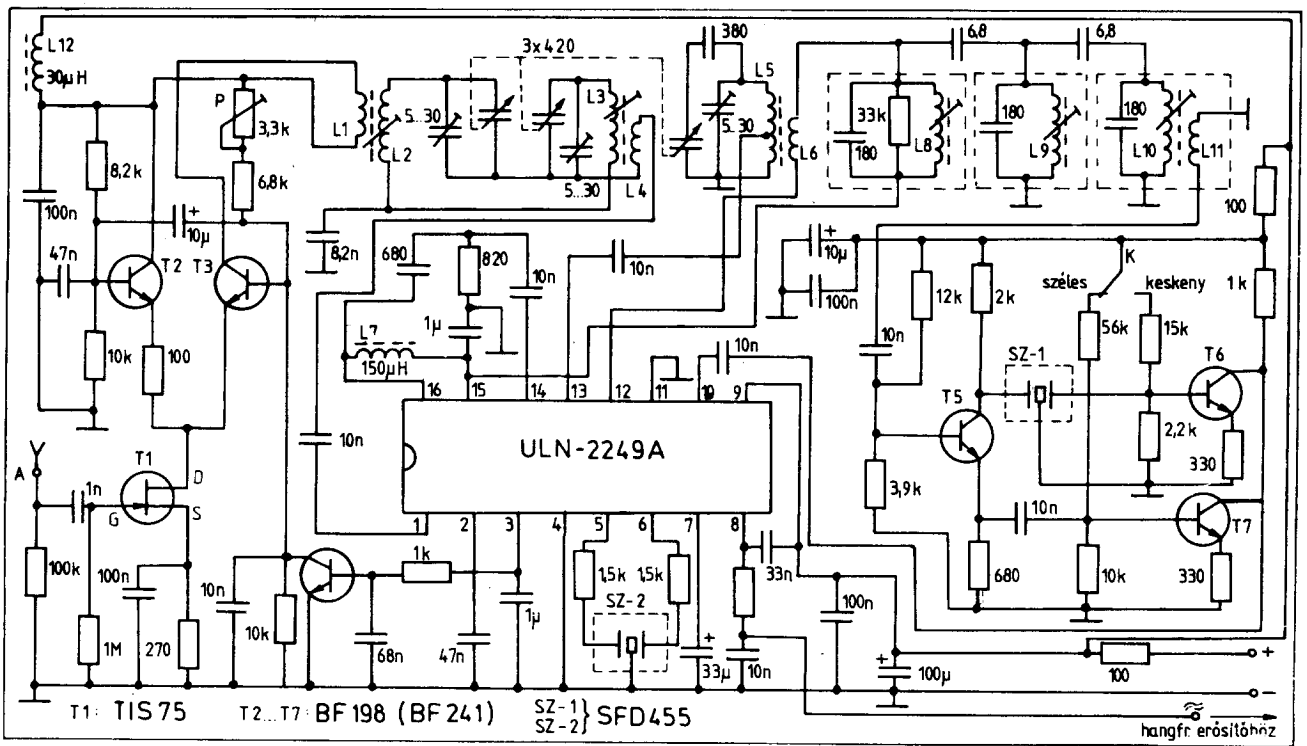 L12
30µH
P
3,3k
8,2k
6,8k
100n
47n
10µ
+
T2
T3
10k
100
L1
L2
5...30
3x420
L3
5...30
L4
8,2n
680
820
10n
1µ
L7
150µH
10n
380
L5
5...30
L6
10n
6,8
6,8
33k
180
L8
180
L9
180
L10
L11
100
10µ
+
100n
12k
2k
K
széles
keskeny
56k
15k
1k
10n
SZ-1
T5
T6
2,2k
330
3,9k
10n
T7
680
10k
330
16
15
14
13
12
11
10
9
10n
ULN-2249A
1
2
3
4
5
6
7
8
A
1n
T1
D
G
S
100k
100n
1M
270
10n
10k
1k
68n
47n
1µ
1,5k
1,5k
SZ-2
33µ
+
33n
10n
100n
100µ
+
100
+
−
T1: TIS75
T2...T7: BF198 (BF241)
SZ-1
SZ-2
} SFD455
hangfr. erősítőhöz